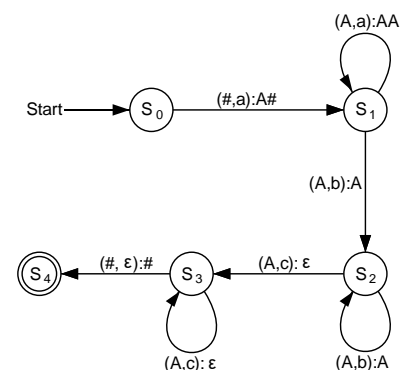 (A,a):AA
Start
S0
(#,a):A#
S1
(A,b):A
S4
(#, ε):#
S3
(A,c): ε
S2
(A,c): ε
(A,b):A